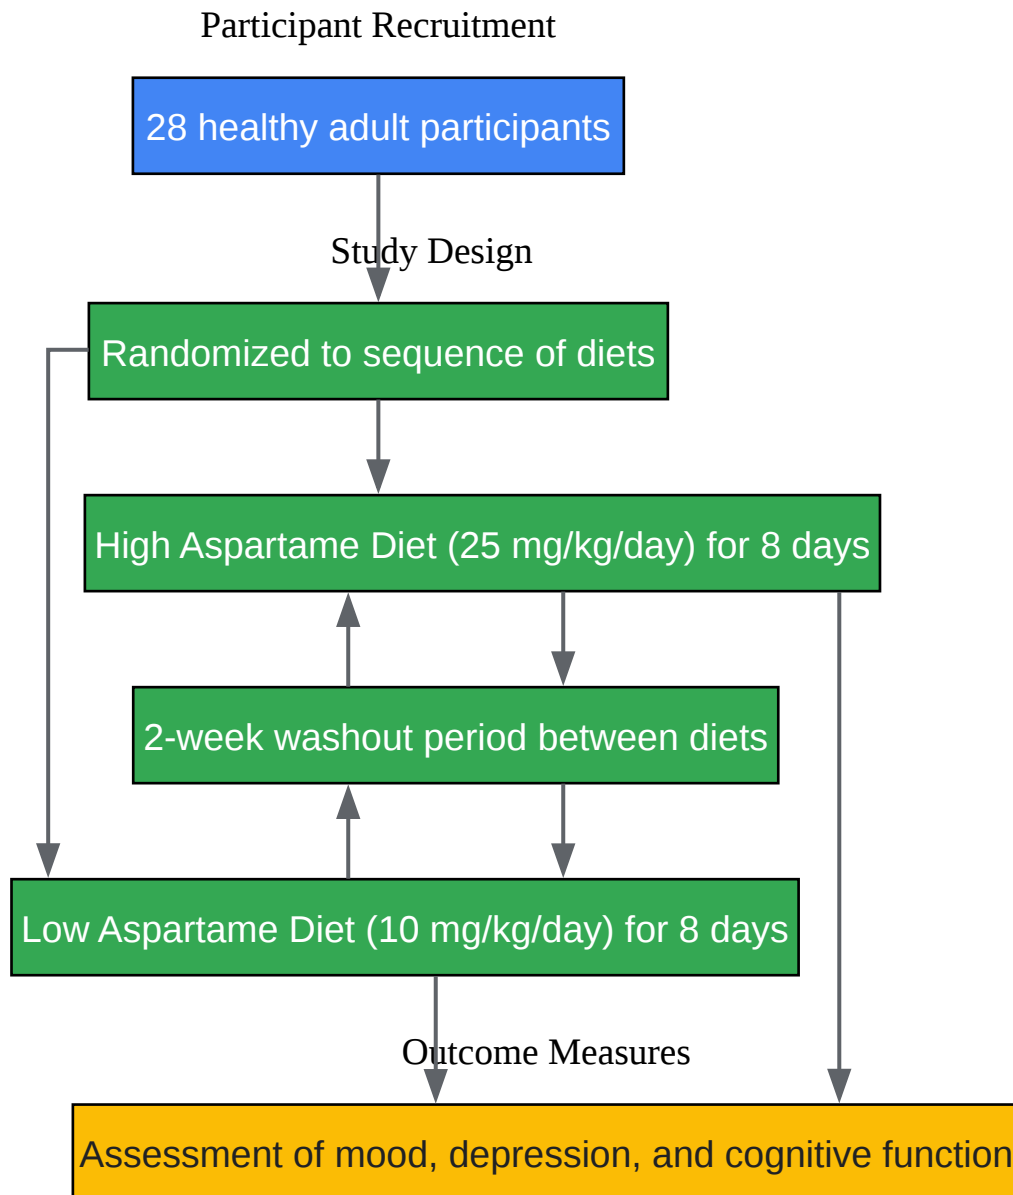 Participant Recruitment
28 healthy adult participants
Study Design
Randomized to sequence of diets
High Aspartame Diet (25 mg/kg/day) for 8 days
2-week washout period between diets
Low Aspartame Diet (10 mg/kg/day) for 8 days
Outcome Measures
Assessment of mood, depression, and cognitive function